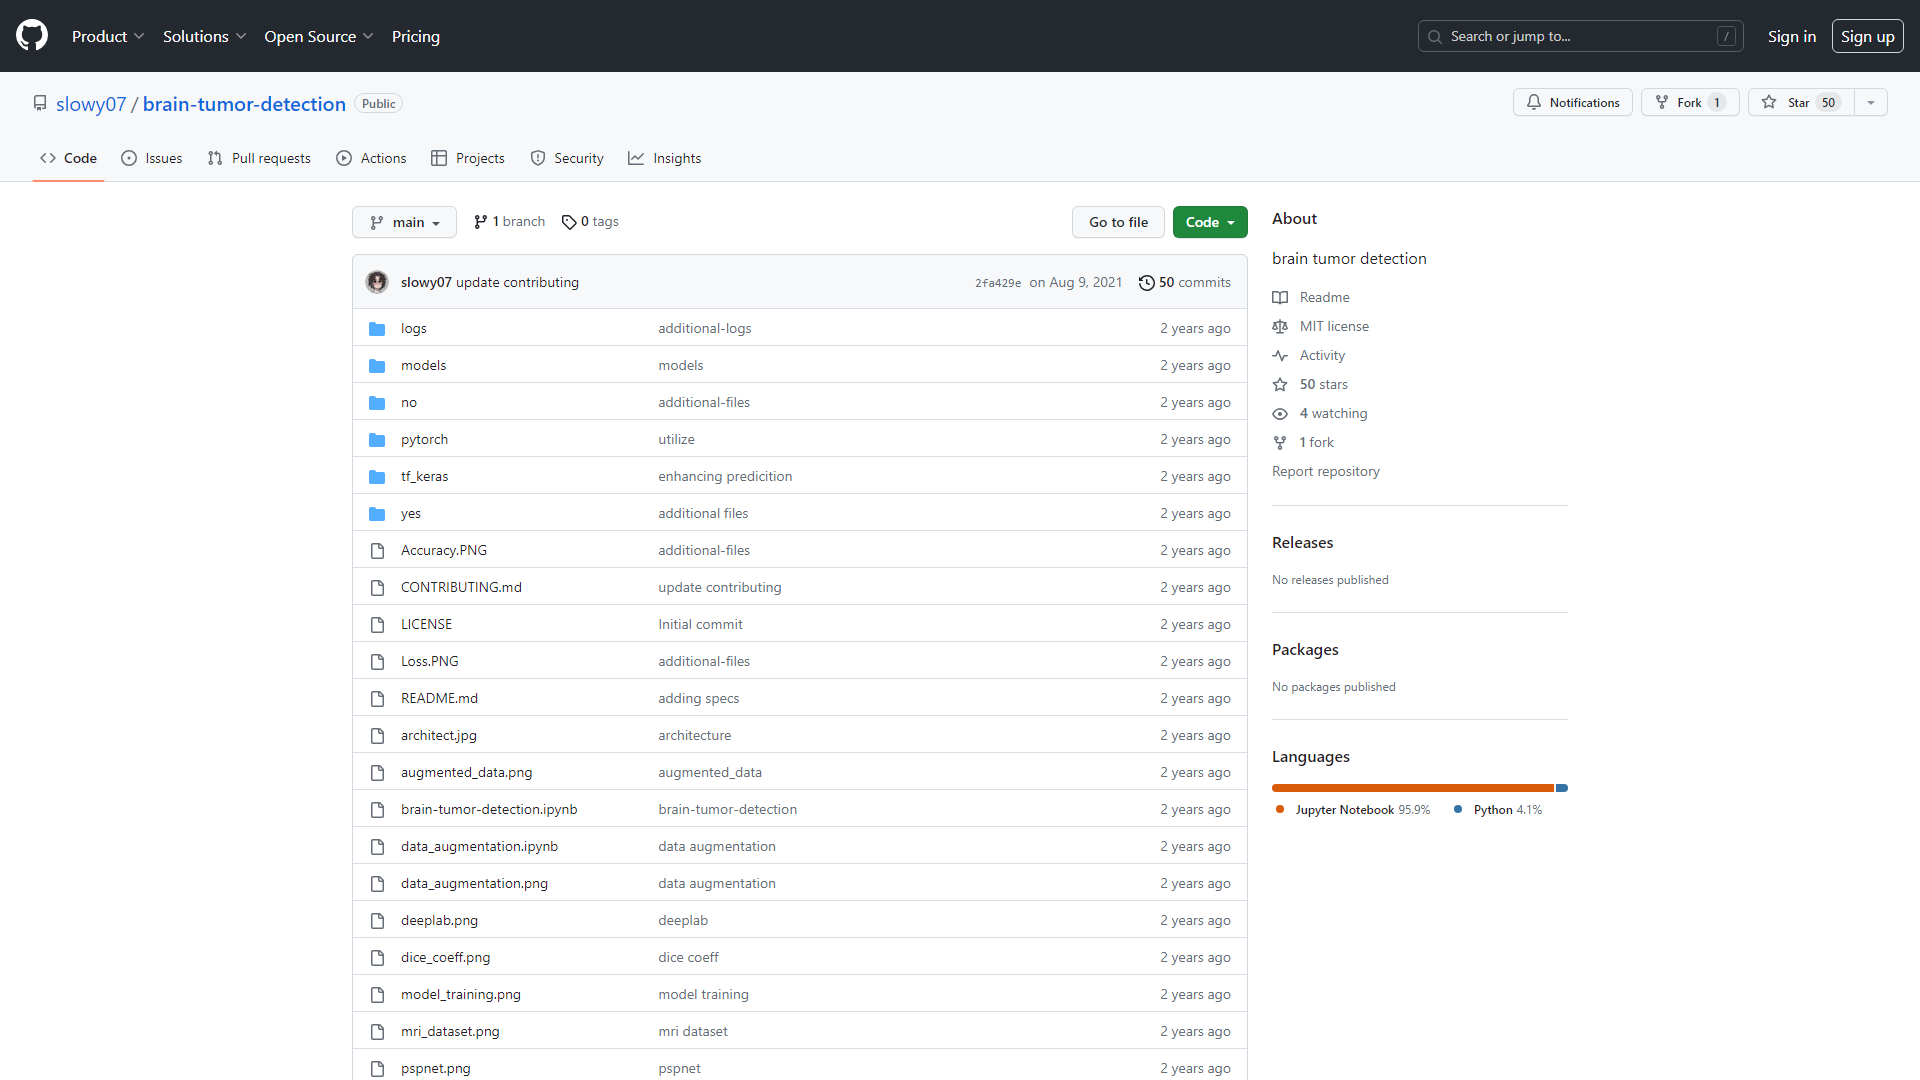 Product Solutions Open Source Pricing Search or jump to... / Sign in Sign up
slowy07 / brain-tumor-detection Public Notifications Fork 1 Star 50
Code Issues Pull requests Actions Projects Security Insights
main 1 branch 0 tags Go to file Code
slowy07 update contributing 2fa429e on Aug 9, 2021 50 commits
logs additional-logs 2 years ago
models models 2 years ago
no additional-files 2 years ago
pytorch utilize 2 years ago
tf_keras enhancing predicition 2 years ago
yes additional files 2 years ago
Accuracy.PNG additional-files 2 years ago
CONTRIBUTING.md update contributing 2 years ago
LICENSE Initial commit 2 years ago
Loss.PNG additional-files 2 years ago
README.md adding specs 2 years ago
architect.jpg architecture 2 years ago
augmented_data.png augmented_data 2 years ago
brain-tumor-detection.ipynb brain-tumor-detection 2 years ago
data_augmentation.ipynb data augmentation 2 years ago
data_augmentation.png data augmentation 2 years ago
deeplab.png deeplab 2 years ago
dice_coeff.png dice coeff 2 years ago
model_training.png model training 2 years ago
mri_dataset.png mri dataset 2 years ago
pspnet.png pspnet 2 years ago
About
brain tumor detection
Readme
MIT license
Activity
50 stars
4 watching
1 fork
Report repository
Releases
No releases published
Packages
No packages published
Languages
Jupyter Notebook 95.9% Python 4.1%